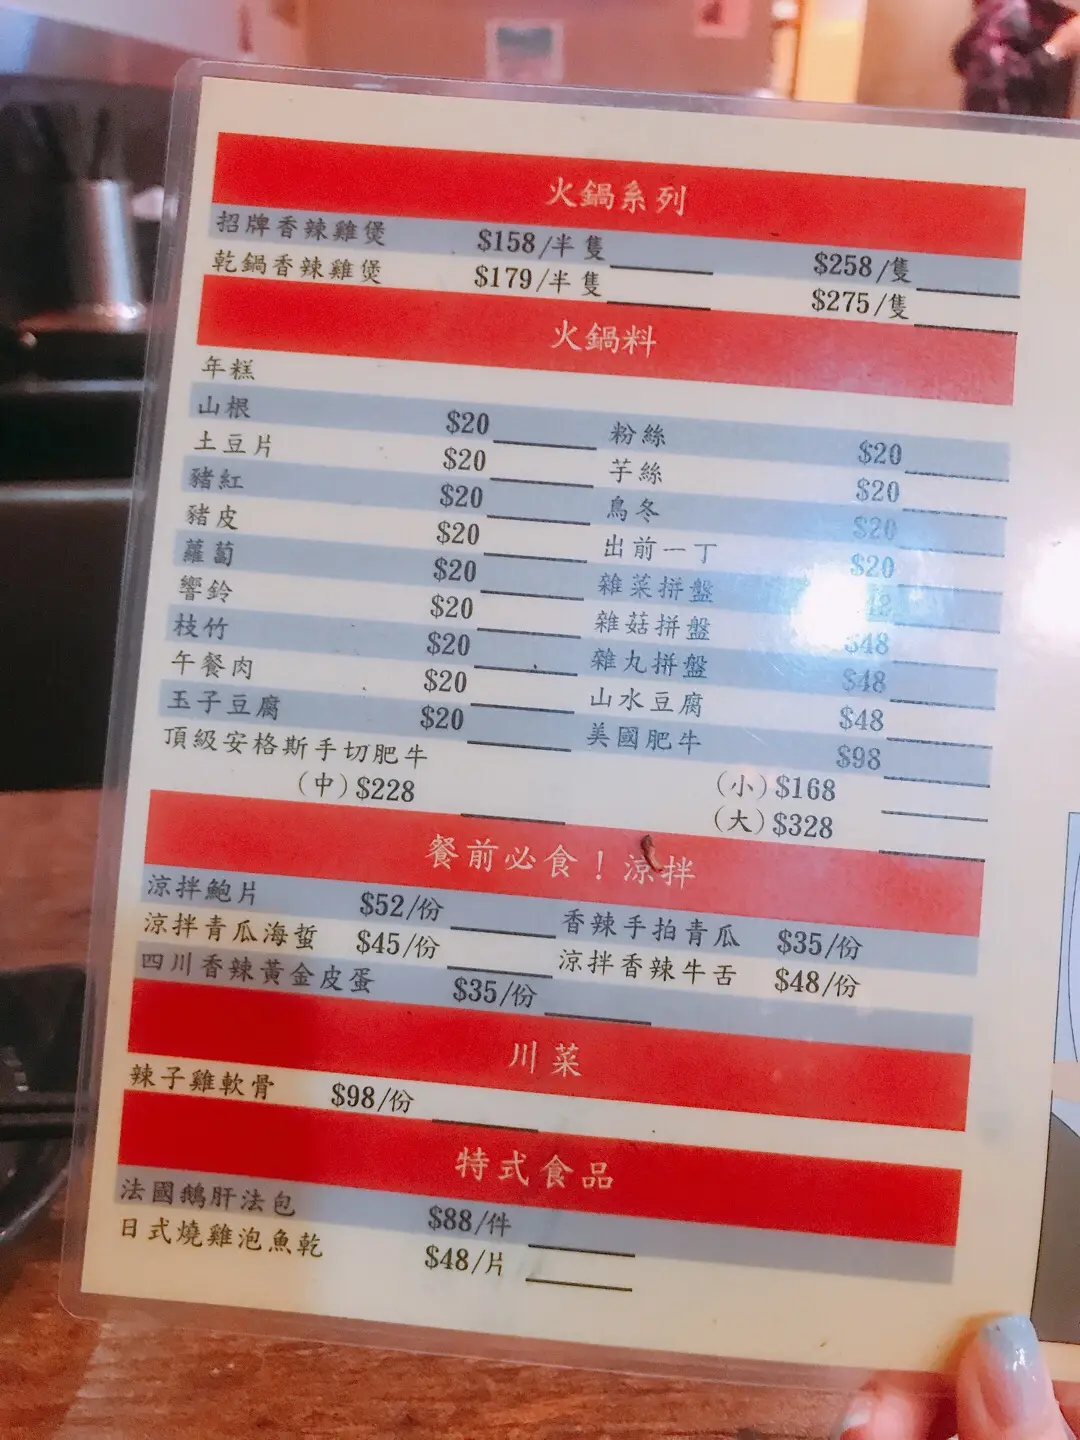 火鍋系列
招牌香辣雞煲 $158/半隻 $258/隻
乾鍋香辣雞煲 $179/半隻 $275/隻
火鍋料
年糕 $20 粉絲 $20
山根 $20 芋絲 $20
土豆片 $20 烏冬 $20
豬紅 $20 出前一丁 $20
豬皮 $20 雜菜拼盤
蘿蔔 $20 雜菇拼盤 $48
響鈴 $20 雜丸拼盤 $48
枝竹 $20 山水豆腐 $48
午餐肉 $20 美國肥牛 $98
玉子豆腐
頂級安格斯手切肥牛 (小)$168
(中)$228 (大)$328
餐前必食!涼拌
涼拌鮑片 $52/份 香辣手拍青瓜 $35/份
涼拌青瓜海蜇 $45/份 涼拌香辣牛舌 $48/份
四川香辣黃金皮蛋 $35/份
川菜
辣子雞軟骨 $98/份
特式食品
法國鵝肝法包 $88/件
日式燒雞泡魚乾 $48/片